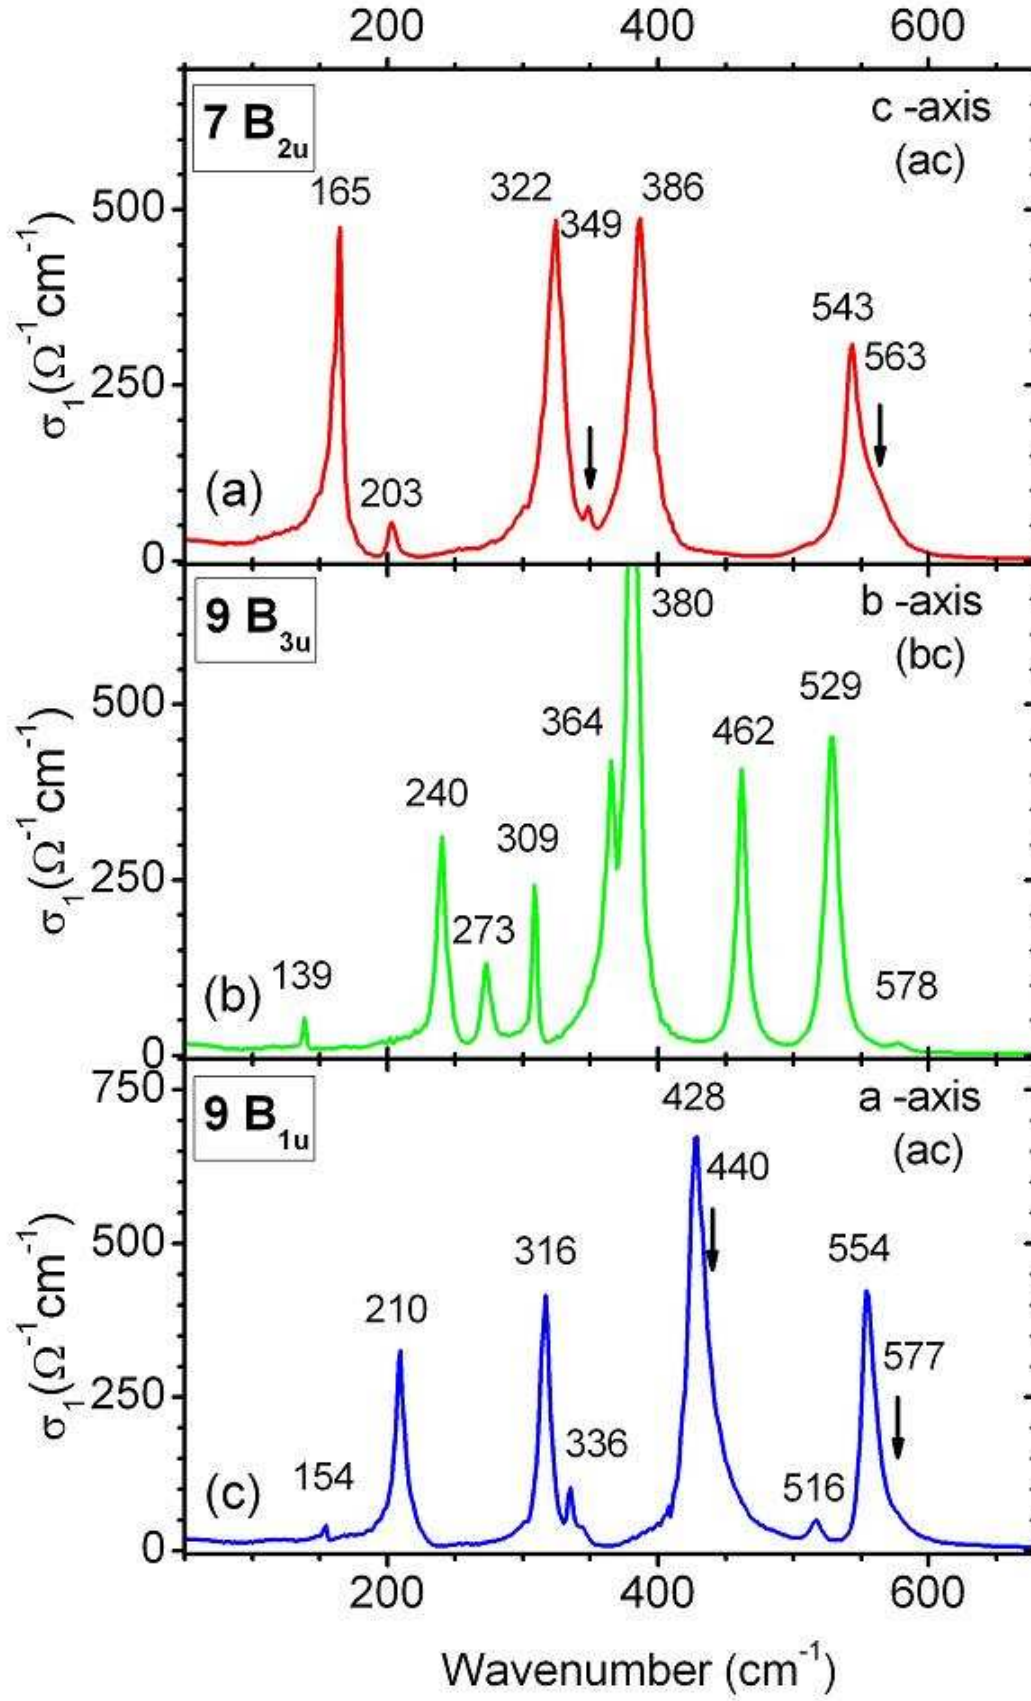 200 400 600
7 B2u
c -axis
(ac)
165
322
349
386
543
563
203
(a)
500
250
0
σ1(Ω-1cm-1)
9 B3u
b -axis
(bc)
380
364
529
462
240
309
273
139
578
(b)
500
250
0
σ1(Ω-1cm-1)
9 B1u
a -axis
(ac)
428
440
316
554
210
577
336
154
516
(c)
750
500
250
0
σ1(Ω-1cm-1)
200 400 600
Wavenumber (cm-1)